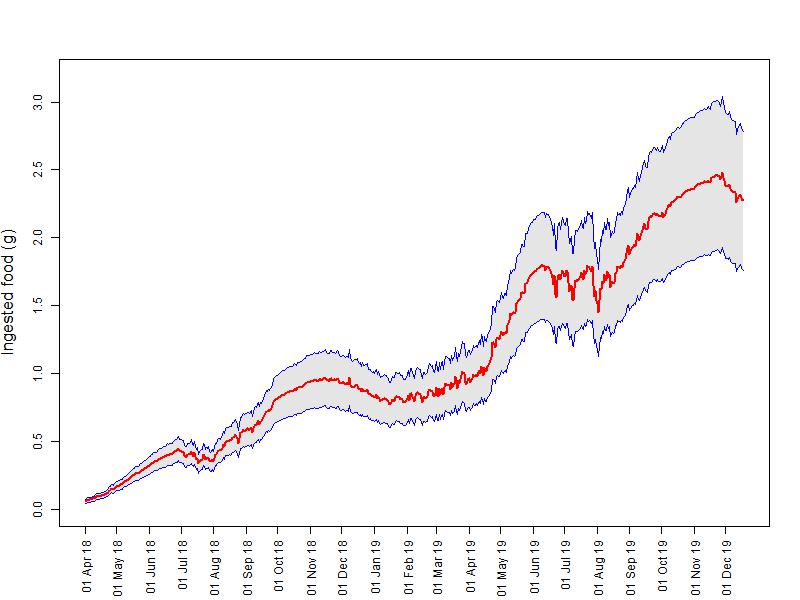 Ingested food (g)
3.0
2.5
2.0
1.5
1.0
0.5
0.0
01 Apr 18
01 May 18
01 Jun 18
01 Jul 18
01 Aug 18
01 Sep 18
01 Oct 18
01 Nov 18
01 Dec 18
01 Jan 19
01 Feb 19
01 Mar 19
01 Apr 19
01 May 19
01 Jun 19
01 Jul 19
01 Aug 19
01 Sep 19
01 Oct 19
01 Nov 19
01 Dec 19